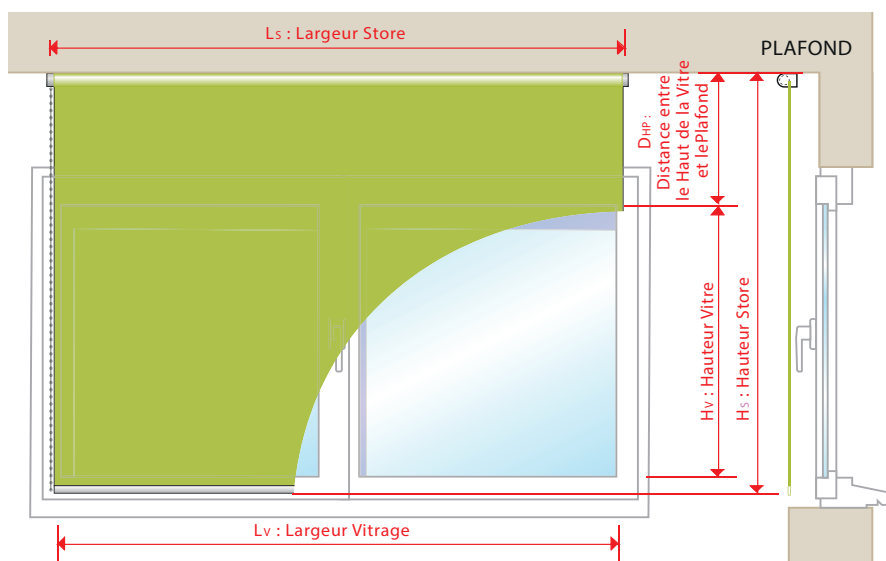 Ls : Largeur Store
PLAFOND
DHP :
Distance entre
le Haut de la Vitre
et lePlafond
Hv : Hauteur Vitre
Hs : Hauteur Store
Lv : Largeur Vitrage